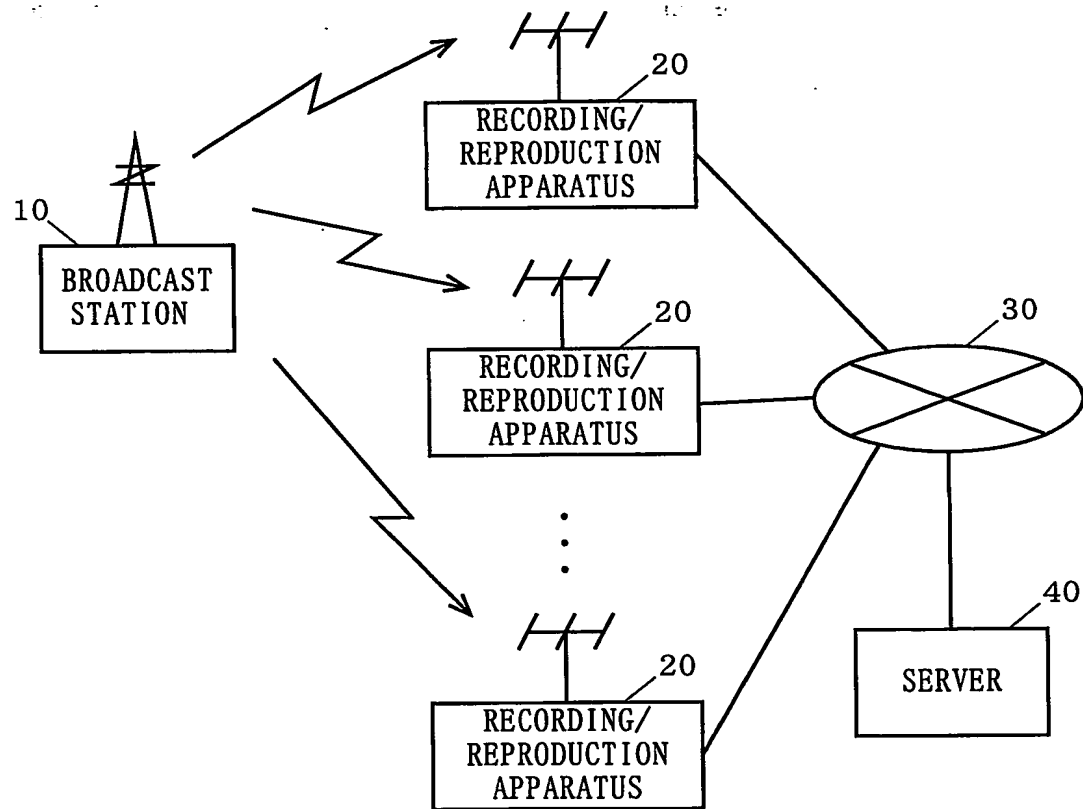 20
RECORDING/
REPRODUCTION
APPARATUS
10
BROADCAST
STATION
20
RECORDING/
REPRODUCTION
APPARATUS
30
20
RECORDING/
REPRODUCTION
APPARATUS
40
SERVER